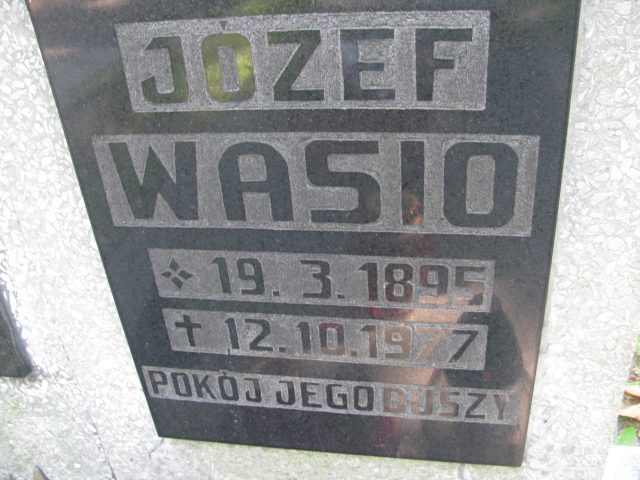 JÓZEF
WASIO
19.3.1895
✝ 12.10.1977
POKÓJ JEGO DUSZY